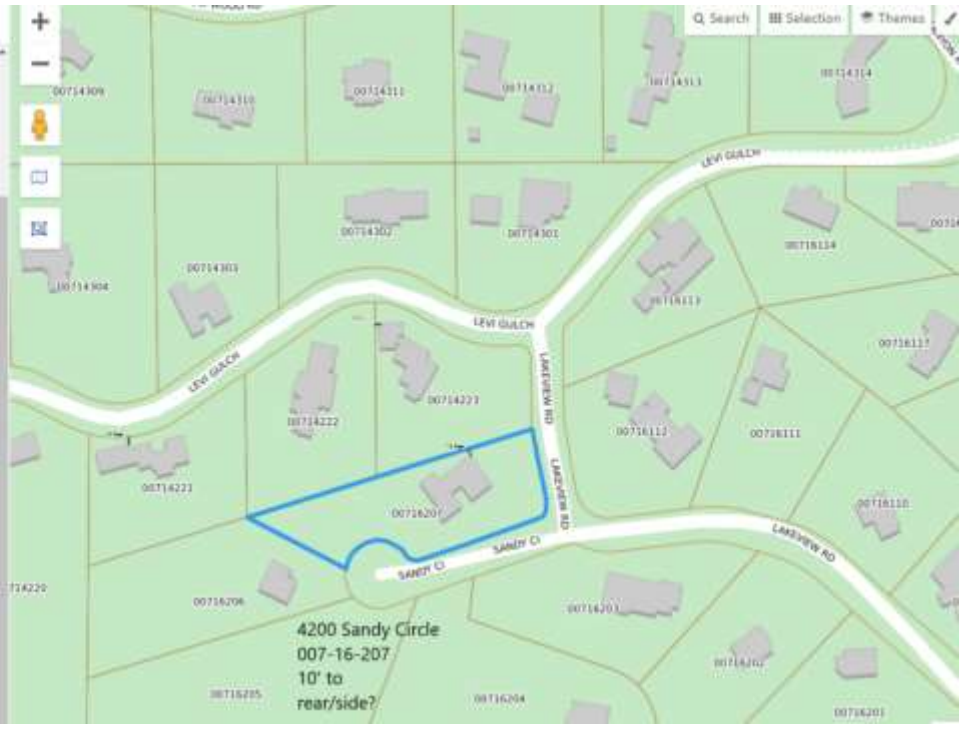 Search Selection Themes
00714309
00714310
00714311
00714312
00714313
00714314
LEVI GULCH
00714302
00714301
00716114
00714303
00714304
00716113
LEVI GULCH
LEVI GULCH
00716117
LAKEVIEW RD
00714223
00714222
00716112
00716111
00714221
LAKEVIEW RD
00716207
00716110
SANDY CI
LAKEVIEW RD
SANDY CI
714220
00716206
00716203
4200 Sandy Circle
007-16-207
10' to
rear/side?
00716202
00716205
00716204
00716201